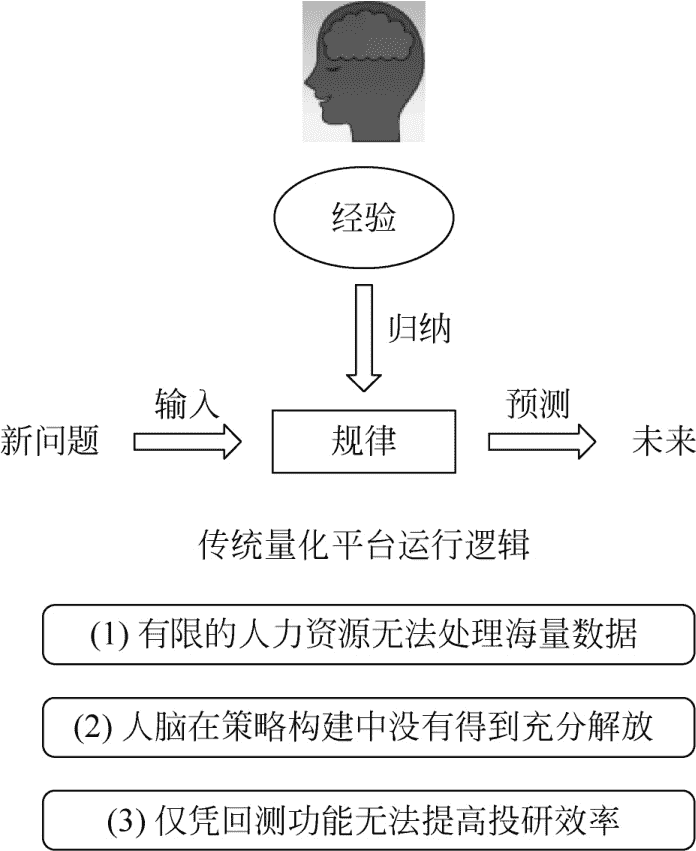 经验
归纳
输入
预测
新问题
规律
未来
传统量化平台运行逻辑
(1) 有限的人力资源无法处理海量数据
(2) 人脑在策略构建中没有得到充分解放
(3) 仅凭回测功能无法提高投研效率